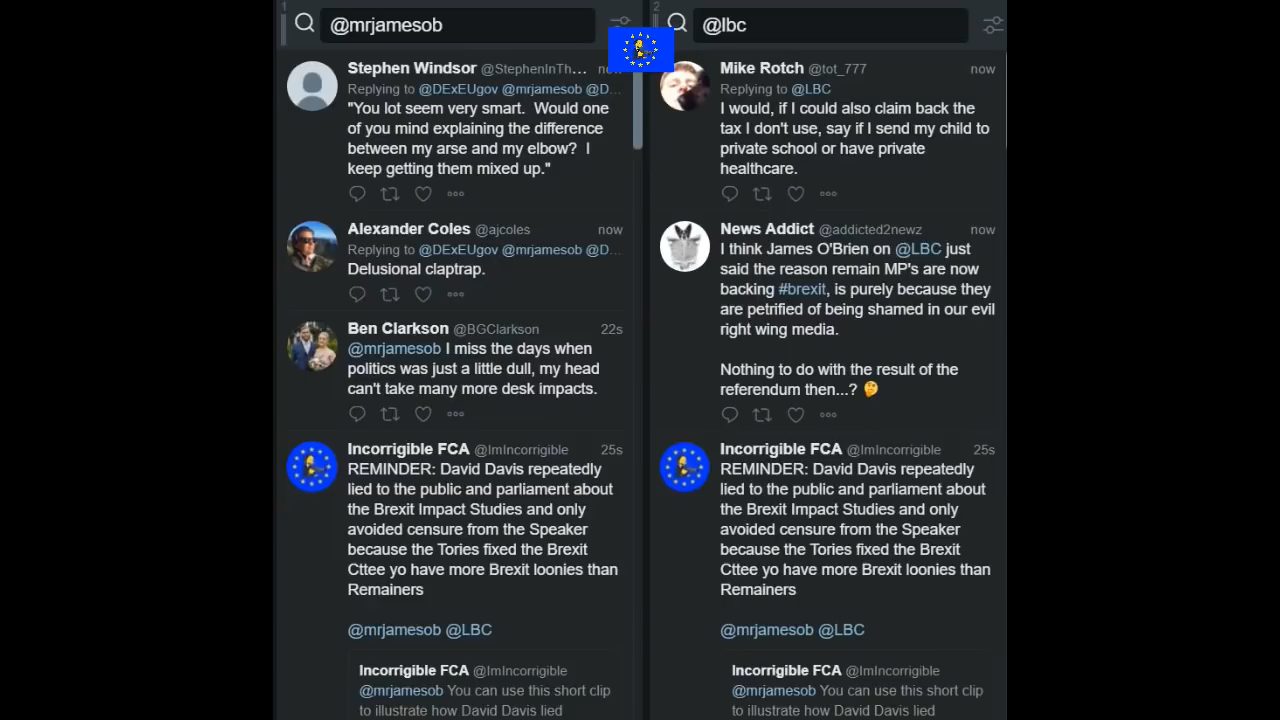 1
@mrjamesob
Stephen Windsor @StephenInTh... now
Replying to @DExEUgov @mrjamesob @D...
"You lot seem very smart. Would one
of you mind explaining the difference
between my arse and my elbow? I
keep getting them mixed up."
Alexander Coles @ajcoles now
Replying to @DExEUgov @mrjamesob @D...
Delusional claptrap.
Ben Clarkson @BGClarkson 22s
@mrjamesob I miss the days when
politics was just a little dull, my head
can't take many more desk impacts.
Incorrigible FCA @ImIncorrigible 25s
REMINDER: David Davis repeatedly
lied to the public and parliament about
the Brexit Impact Studies and only
avoided censure from the Speaker
because the Tories fixed the Brexit
Cttee yo have more Brexit loonies than
Remainers
@mrjamesob @LBC
Incorrigible FCA @ImIncorrigible
@mrjamesob You can use this short clip
to illustrate how David Davis lied
2
@lbc
Mike Rotch @tot_777 now
Replying to @LBC
I would, if I could also claim back the
tax I don't use, say if I send my child to
private school or have private
healthcare.
News Addict @addicted2newz now
I think James O'Brien on @LBC just
said the reason remain MP's are now
backing #brexit, is purely because they
are petrified of being shamed in our evil
right wing media.
Nothing to do with the result of the
referendum then...? 🤔
Incorrigible FCA @ImIncorrigible 25s
REMINDER: David Davis repeatedly
lied to the public and parliament about
the Brexit Impact Studies and only
avoided censure from the Speaker
because the Tories fixed the Brexit
Cttee yo have more Brexit loonies than
Remainers
@mrjamesob @LBC
Incorrigible FCA @ImIncorrigible
@mrjamesob You can use this short clip
to illustrate how David Davis lied